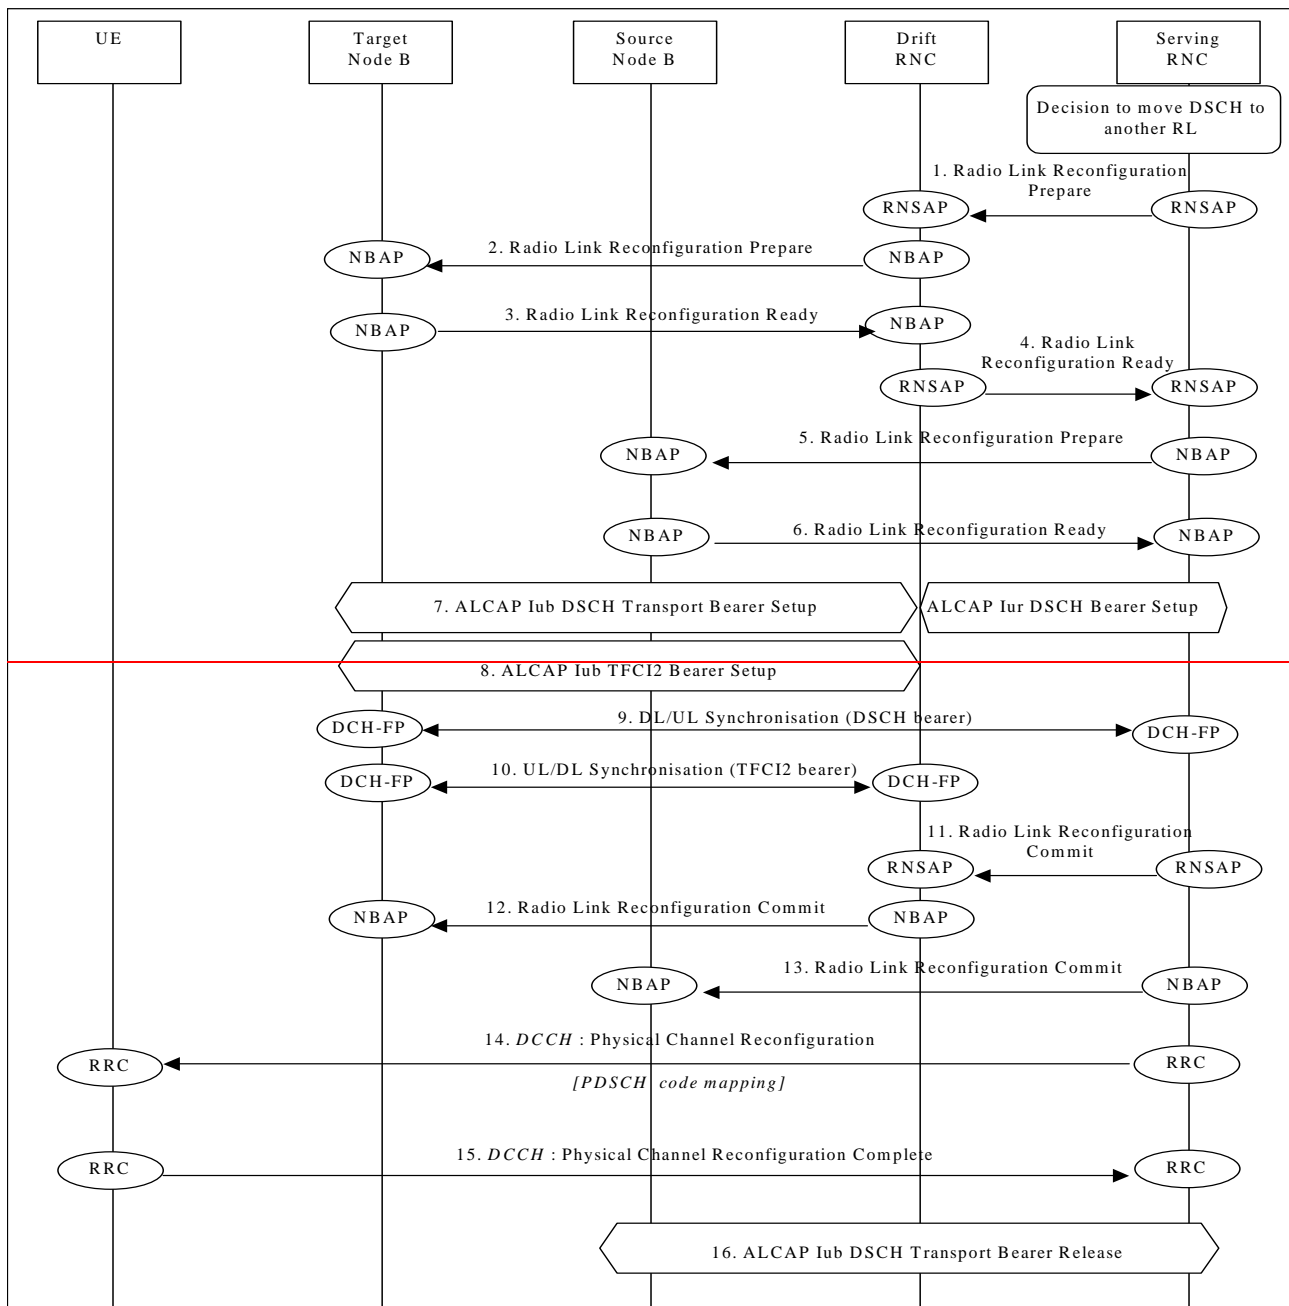 UE
Target
Node B
Source
Node B
Drift
RNC
Serving
RNC
Decision to move DSCH to
another RL
1. Radio Link Reconfiguration
Prepare
RNSAP
RNSAP
2. Radio Link Reconfiguration Prepare
NBAP
NBAP
3. Radio Link Reconfiguration Ready
NBAP
NBAP
4. Radio Link
Reconfiguration Ready
RNSAP
RNSAP
5. Radio Link Reconfiguration Prepare
NBAP
NBAP
6. Radio Link Reconfiguration Ready
NBAP
NBAP
7. ALCAP Iub DSCH Transport Bearer Setup
ALCAP Iur DSCH Bearer Setup
8. ALCAP Iub TFCI2 Bearer Setup
9. DL/UL Synchronisation (DSCH bearer)
DCH-FP
DCH-FP
10. UL/DL Synchronisation (TFCI2 bearer)
DCH-FP
DCH-FP
11. Radio Link Reconfiguration
Commit
RNSAP
RNSAP
12. Radio Link Reconfiguration Commit
NBAP
NBAP
13. Radio Link Reconfiguration Commit
NBAP
NBAP
14. DCCH : Physical Channel Reconfiguration
RRC
RRC
[PDSCH code mapping]
15. DCCH : Physical Channel Reconfiguration Complete
RRC
RRC
16. ALCAP Iub DSCH Transport Bearer Release